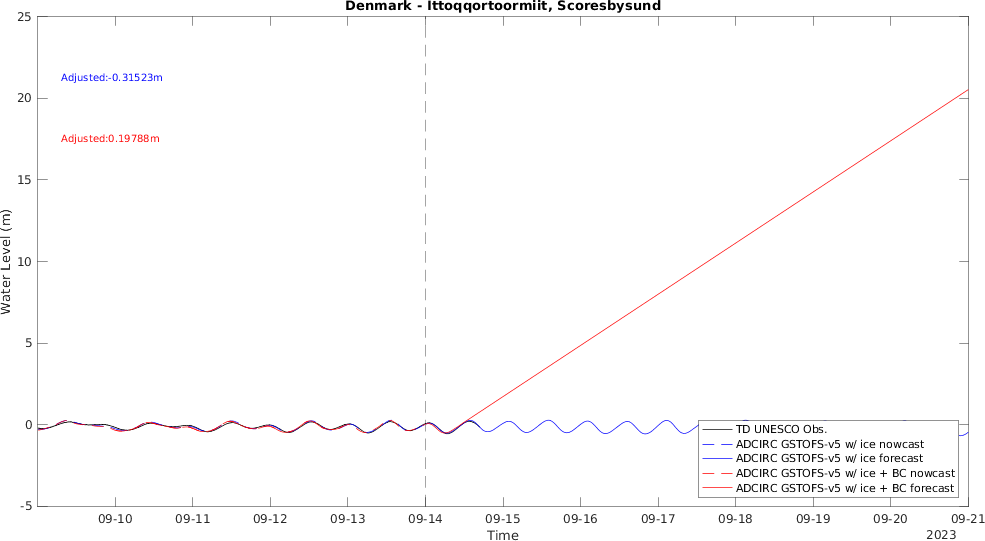 Denmark - Ittoqqortoormiit, Scoresbysund
25
20
15
10
5
0
-5
Water Level (m)
Adjusted:-0.31523m
Adjusted:0.19788m
TD UNESCO Obs.
ADCIRC GSTOFS-v5 w/ ice nowcast
ADCIRC GSTOFS-v5 w/ ice forecast
ADCIRC GSTOFS-v5 w/ ice + BC nowcast
ADCIRC GSTOFS-v5 w/ ice + BC forecast
09-10 09-11 09-12 09-13 09-14 09-15 09-16 09-17 09-18 09-19 09-20 09-21
Time
2023